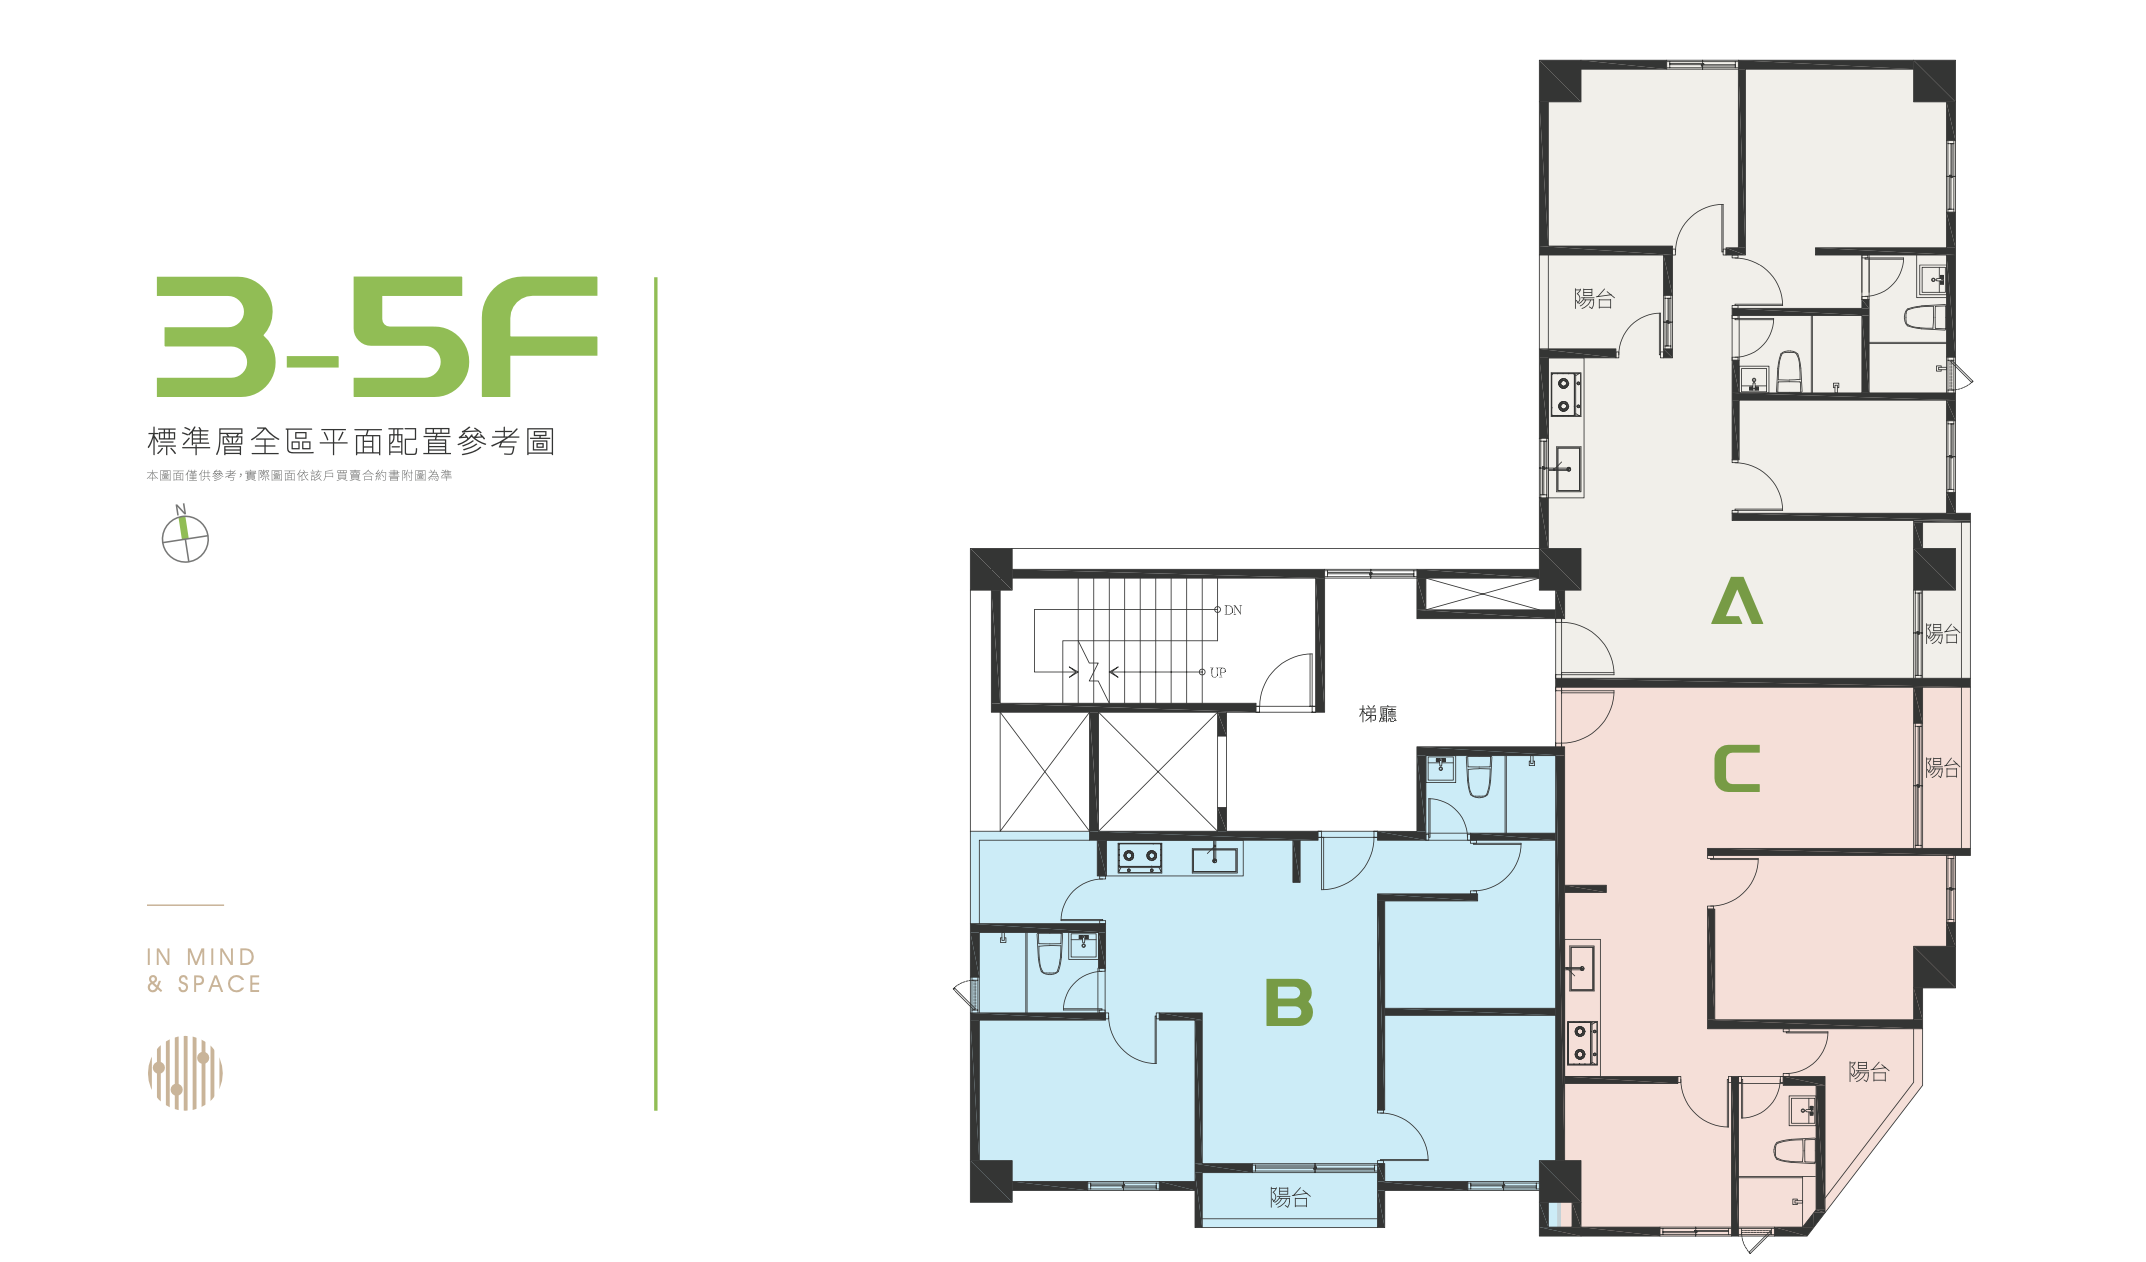 3-5F
標準層全區平面配置參考圖
本圖面僅供參考，實際圖面依該戶買賣合約書附圖為準
N
IN MIND
& SPACE
陽台
A
陽台
DN
UP
梯廳
C
陽台
B
陽台
陽台